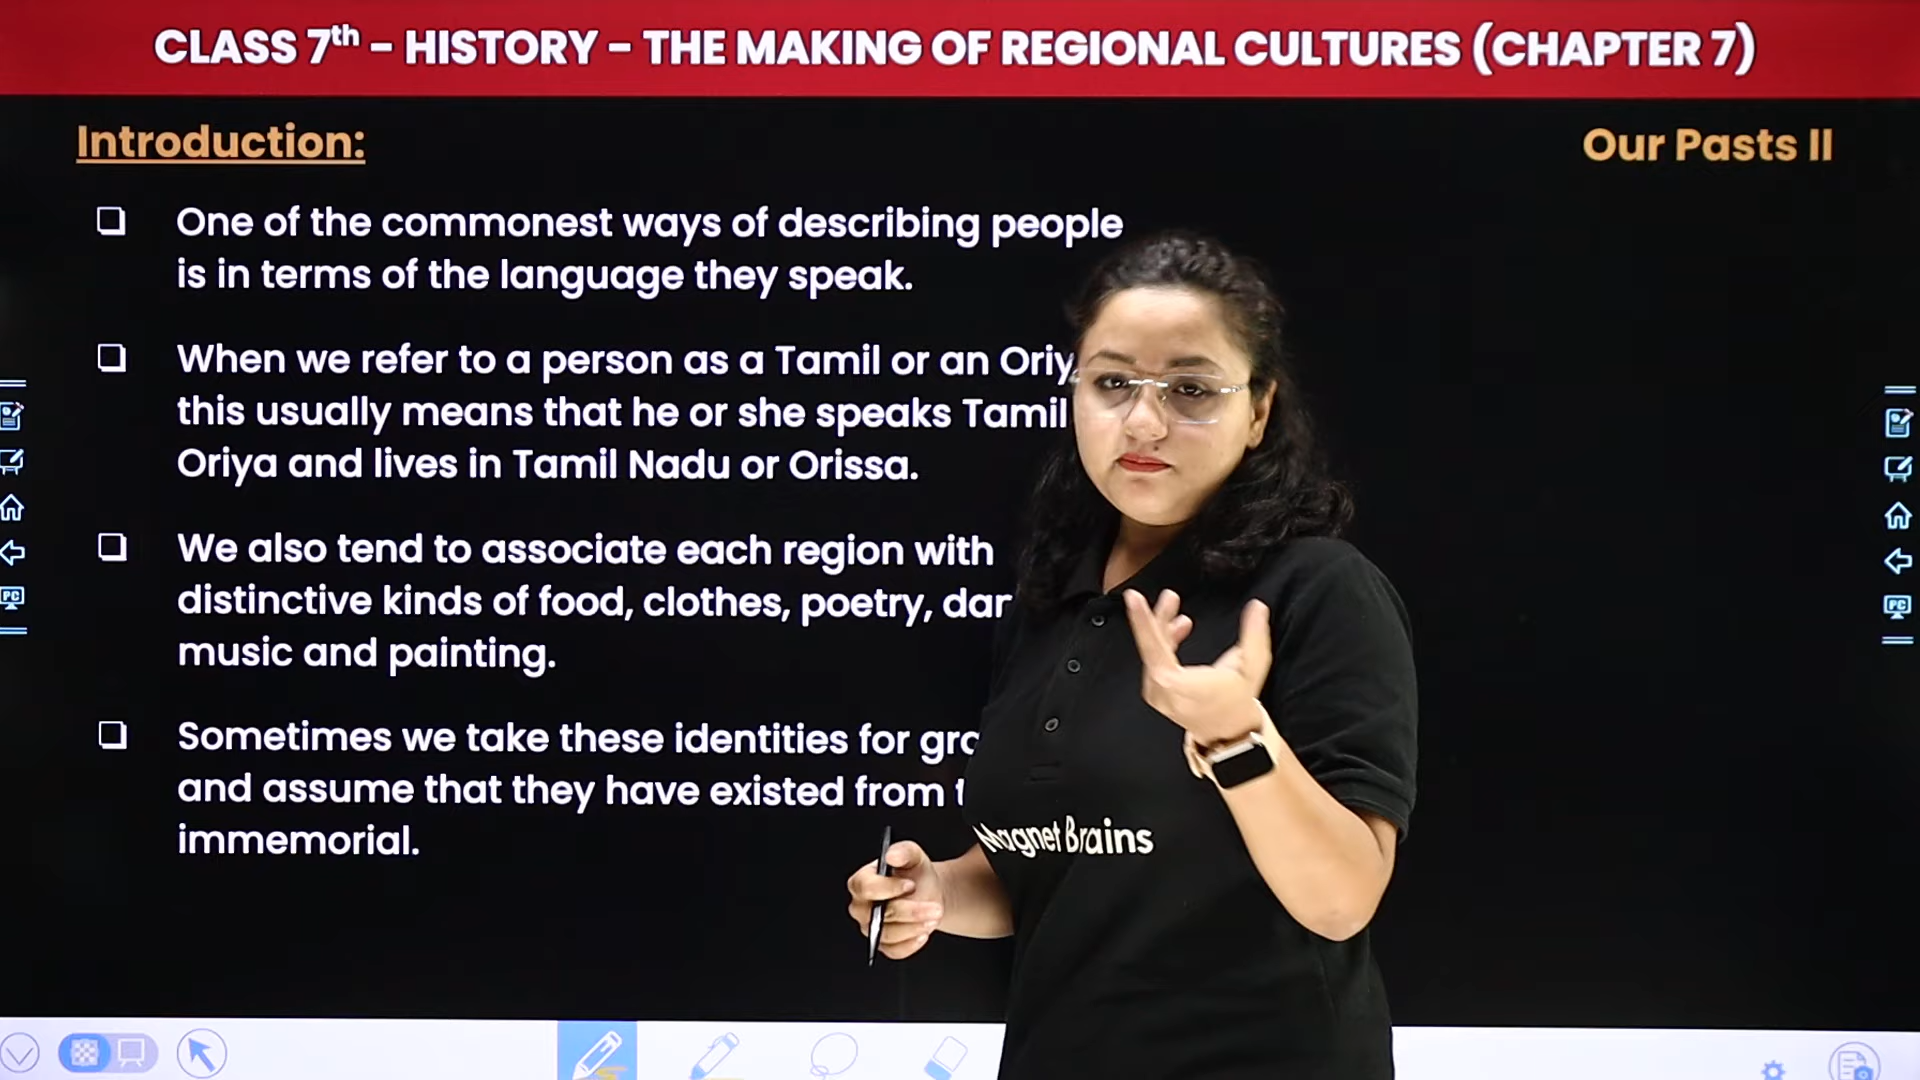 CLASS 7th – HISTORY – THE MAKING OF REGIONAL CULTURES (CHAPTER 7)
Introduction:
Our Pasts II
One of the commonest ways of describing people
is in terms of the language they speak.
When we refer to a person as a Tamil or an
this usually means that he or she speaks Tamil
Oriya and lives in Tamil Nadu or Orissa.
We also tend to associate each region with
distinctive kinds of food, clothes, poetry,
music and painting.
Sometimes we take these identities for
and assume that they have existed from
immemorial.
Magnet Brains
PC
PC